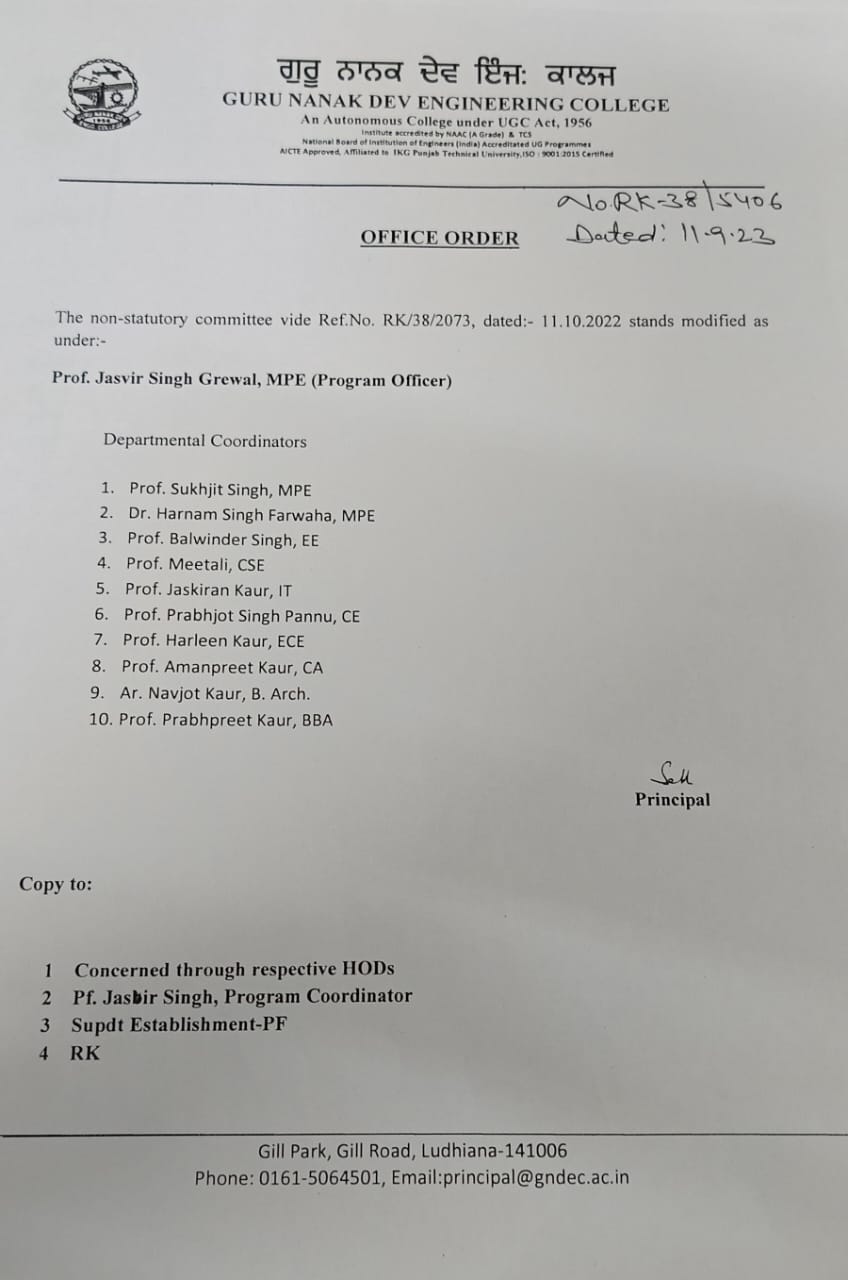 ਗੁਰੂ ਨਾਨਕ ਦੇਵ ਇੰਜ: ਕਾਲਜ
GURU NANAK DEV ENGINEERING COLLEGE
An Autonomous College under UGC Act, 1956
Institute accredited by NAAC (A Grade) & TCS
National Board of Institution of Engineers (India) Accreditated UG Programmes
AICTE Approved, Affiliated to IKG Punjab Technical University, ISO : 9001:2015 Certified
No.RK-38/5406
Dated: 11.9.23
OFFICE ORDER
The non-statutory committee vide Ref.No. RK/38/2073, dated:- 11.10.2022 stands modified as
under:-
Prof. Jasvir Singh Grewal, MPE (Program Officer)
Departmental Coordinators
1. Prof. Sukhjit Singh, MPE
2. Dr. Harnam Singh Farwaha, MPE
3. Prof. Balwinder Singh, EE
4. Prof. Meetali, CSE
5. Prof. Jaskiran Kaur, IT
6. Prof. Prabhjot Singh Pannu, CE
7. Prof. Harleen Kaur, ECE
8. Prof. Amanpreet Kaur, CA
9. Ar. Navjot Kaur, B. Arch.
10. Prof. Prabhpreet Kaur, BBA
Principal
Copy to:
1 Concerned through respective HODs
2 Pf. Jasbir Singh, Program Coordinator
3 Supdt Establishment-PF
4 RK
Gill Park, Gill Road, Ludhiana-141006
Phone: 0161-5064501, Email:principal@gndec.ac.in